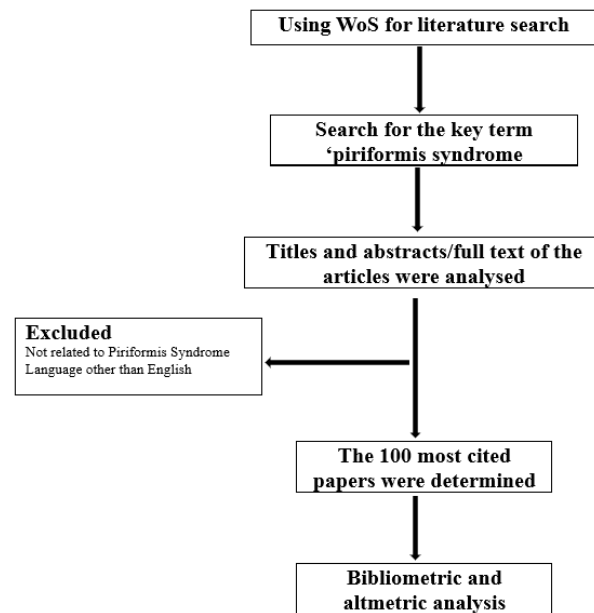 Using WoS for literature search
Search for the key term
‘piriformis syndrome
Titles and abstracts/full text of the
articles were analysed
Excluded
Not related to Piriformis Syndrome
Language other than English
The 100 most cited
papers were determined
Bibliometric and
altmetric analysis